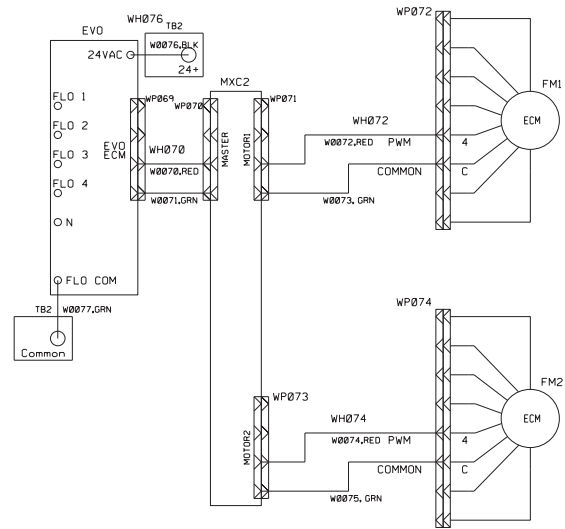 WH076
TB2
EVO
W0076,BLK
24VAC
24+
MXC2
WP072
FLO 1
WP069
WP070
WP071
FM1
FLO 2
EVO
ECM
WH070
MASTER
MOTOR1
WH072
ECM
FLO 3
W0070,RED
W0072,RED
PWM
4
FLO 4
W0071,GRN
COMMON
C
W0073, GRN
N
FLO COM
TB2
W0077,GRN
Common
WP074
FM2
WP073
MOTOR2
WH074
ECM
W0074,RED
PWM
4
COMMON
C
W0075, GRN